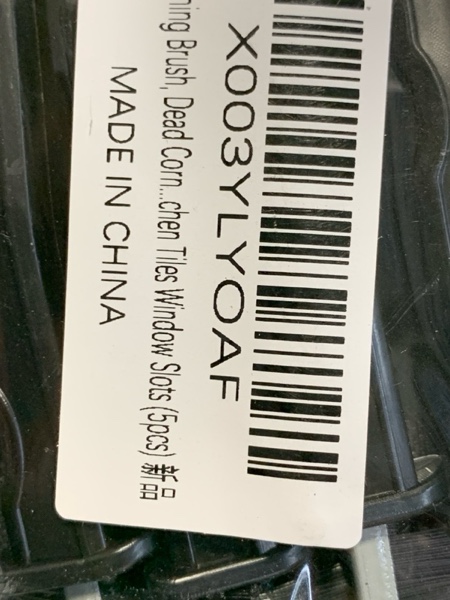 X003YLYOAF
ning Brush, Dead Corn...chen Tiles Window Slots (5pcs) 新品
MADE IN CHINA